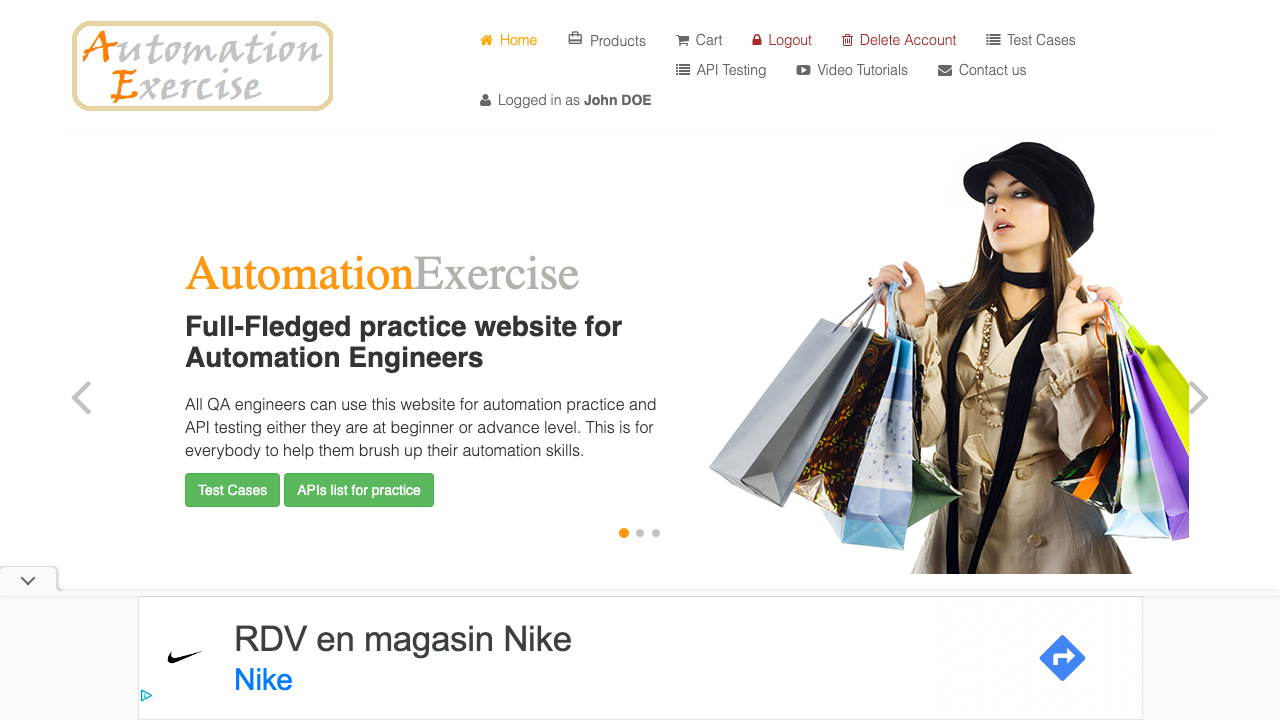 Automation
Exercise
Home Products Cart Logout Delete Account Test Cases
API Testing Video Tutorials Contact us
Logged in as John DOE
AutomationExercise
Full-Fledged practice website for
Automation Engineers
All QA engineers can use this website for automation practice and
API testing either they are at beginner or advance level. This is for
everybody to help them brush up their automation skills.
Test Cases APIs list for practice
RDV en magasin Nike
Nike